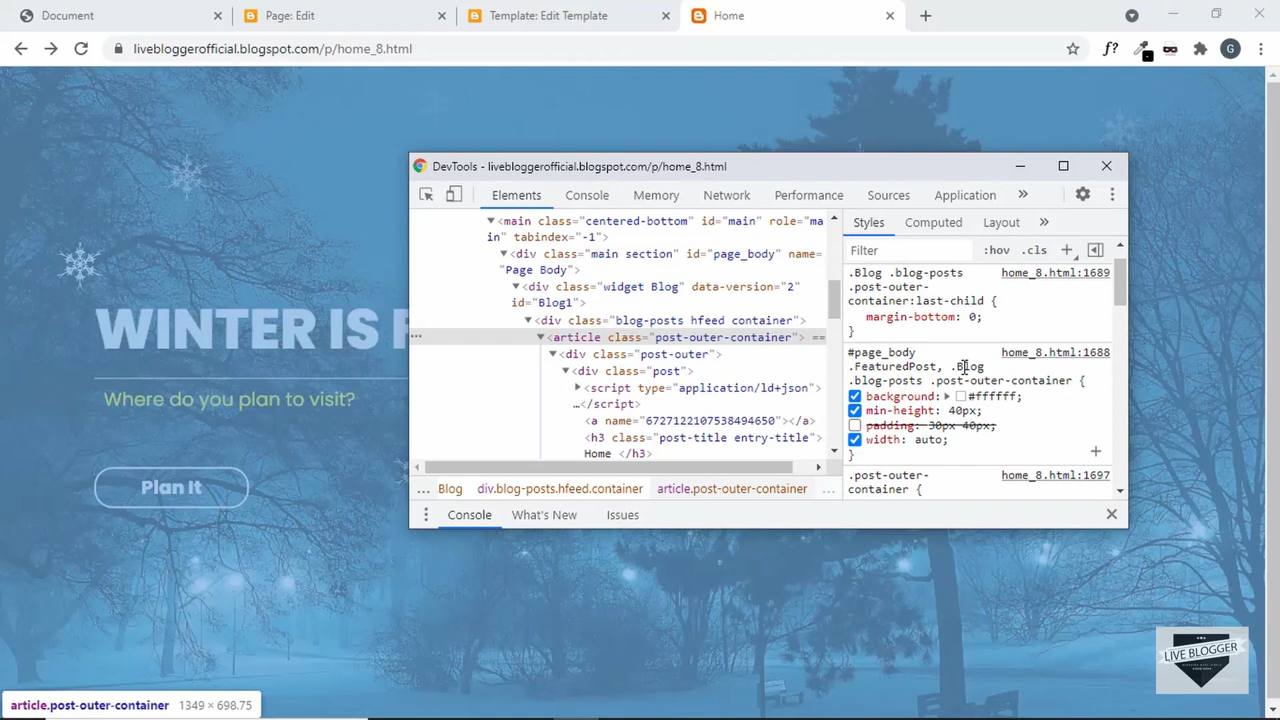 Document
Page: Edit
Template: Edit Template
Home
livebloggerofficial.blogspot.com/p/home_8.html
f?
G
WINTER IS
Where do you plan to visit?
Plan It
DevTools - livebloggerofficial.blogspot.com/p/home_8.html
Elements Console Memory Network Performance Sources Application »
<main class="centered-bottom" id="main" role="ma
in" tabindex="-1">
<div class="main section" id="page_body" name=
"Page Body">
<div class="widget Blog" data-version="2"
id="Blog1">
<div class="blog-posts hfeed container">
… <article class="post-outer-container"> ==
<div class="post-outer">
<div class="post">
<script type="application/ld+json">
…</script>
<a name="6727122107538494650"></a>
<h3 class="post-title entry-title">
Home </h3>
… Blog div.blog-posts.hfeed.container article.post-outer-container …
Styles Computed Layout »
Filter :hov .cls +
.Blog .blog-posts home_8.html:1689
.post-outer-
container:last-child {
margin-bottom: 0;
}
#page_body home_8.html:1688
.FeaturedPost, .Blog
.blog-posts .post-outer-container {
background: #ffffff;
min-height: 40px;
padding: 30px 40px;
width: auto;
}
.post-outer- home_8.html:1697
container {
Console What's New Issues
LIVE BLOGGER
article.post-outer-container 1349 × 698.75